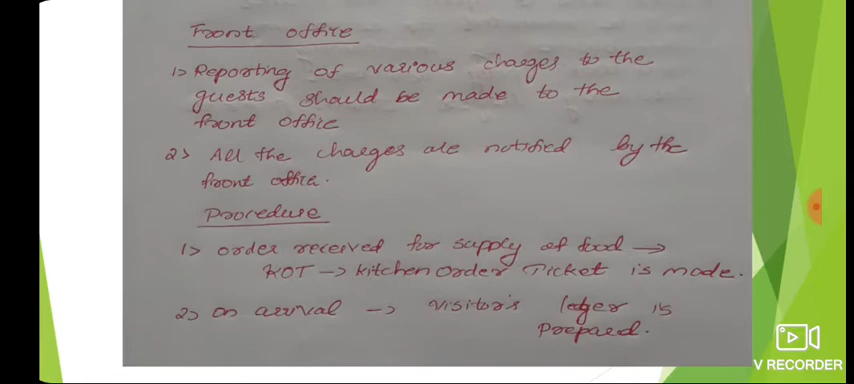 Front office
1> Reporting of various charges to the
guests should be made to the
front office
2> All the charges are notified by the
front office.
Procedure
1> order received for supply of food →
KOT → kitchen order Ticket is made.
2> on arrival → visitor's ledger is
prepared.
V RECORDER